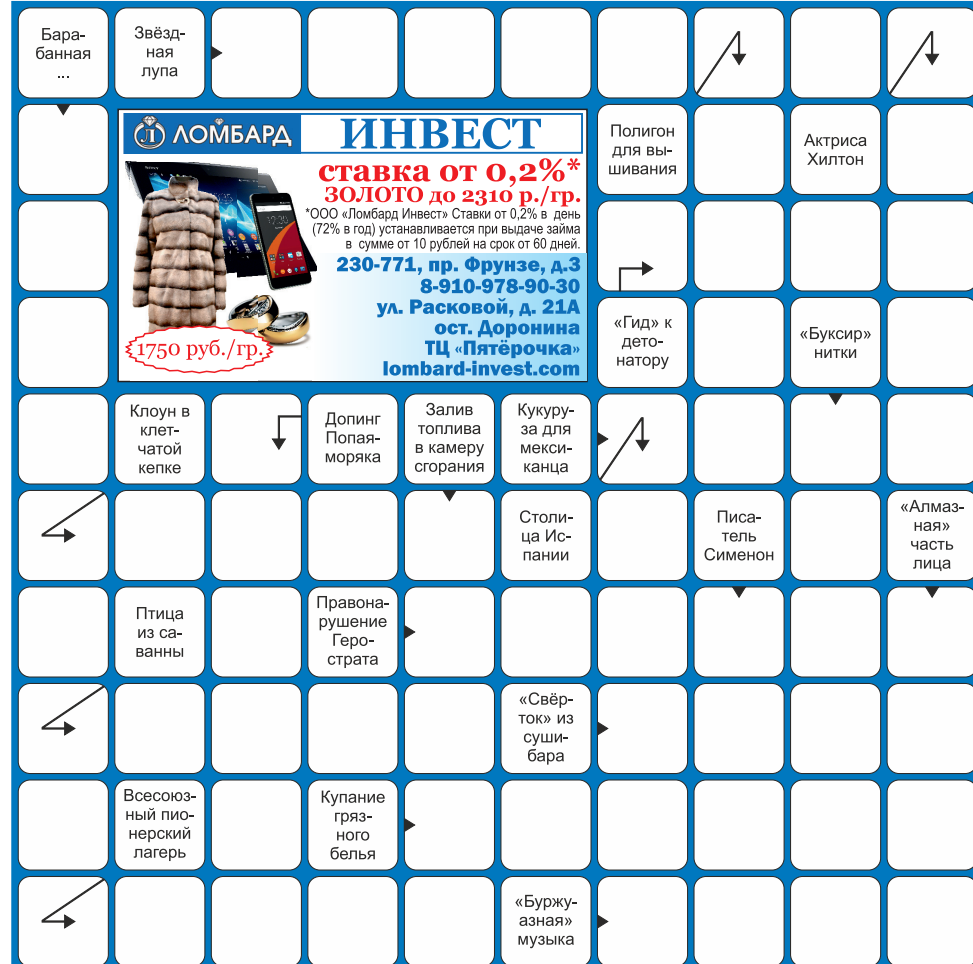 Бара-
банная
...
Звёзд-
ная
лупа
Л ЛОМБАРД
ИНВЕСТ
ставка от 0,2%*
ЗОЛОТО до 2310 р./гр.
*ООО «Ломбард Инвест» Ставки от 0,2% в день
(72% в год) устанавливается при выдаче займа
в сумме от 10 рублей на срок от 60 дней.
230-771, пр. Фрунзе, д.3
8-910-978-90-30
ул. Расковой, д. 21А
ост. Доронина
ТЦ «Пятёрочка»
lombard-invest.com
1750 руб./гр.
Полигон
для вы-
шивания
Актриса
Хилтон
«Гид» к
дето-
натору
«Буксир»
нитки
Клоун в
клет-
чатой
кепке
Допинг
Попая-
моряка
Залив
топлива
в камеру
сгорания
Кукуру-
за для
мекси-
канца
Столи-
ца Ис-
пании
Писа-
тель
Сименон
«Алмаз-
ная»
часть
лица
Птица
из са-
ванны
Правона-
рушение
Геро-
страта
«Свёр-
ток» из
суши-
бара
Всесоюз-
ный пио-
нерский
лагерь
Купание
гряз-
ного
белья
«Буржу-
азная»
музыка